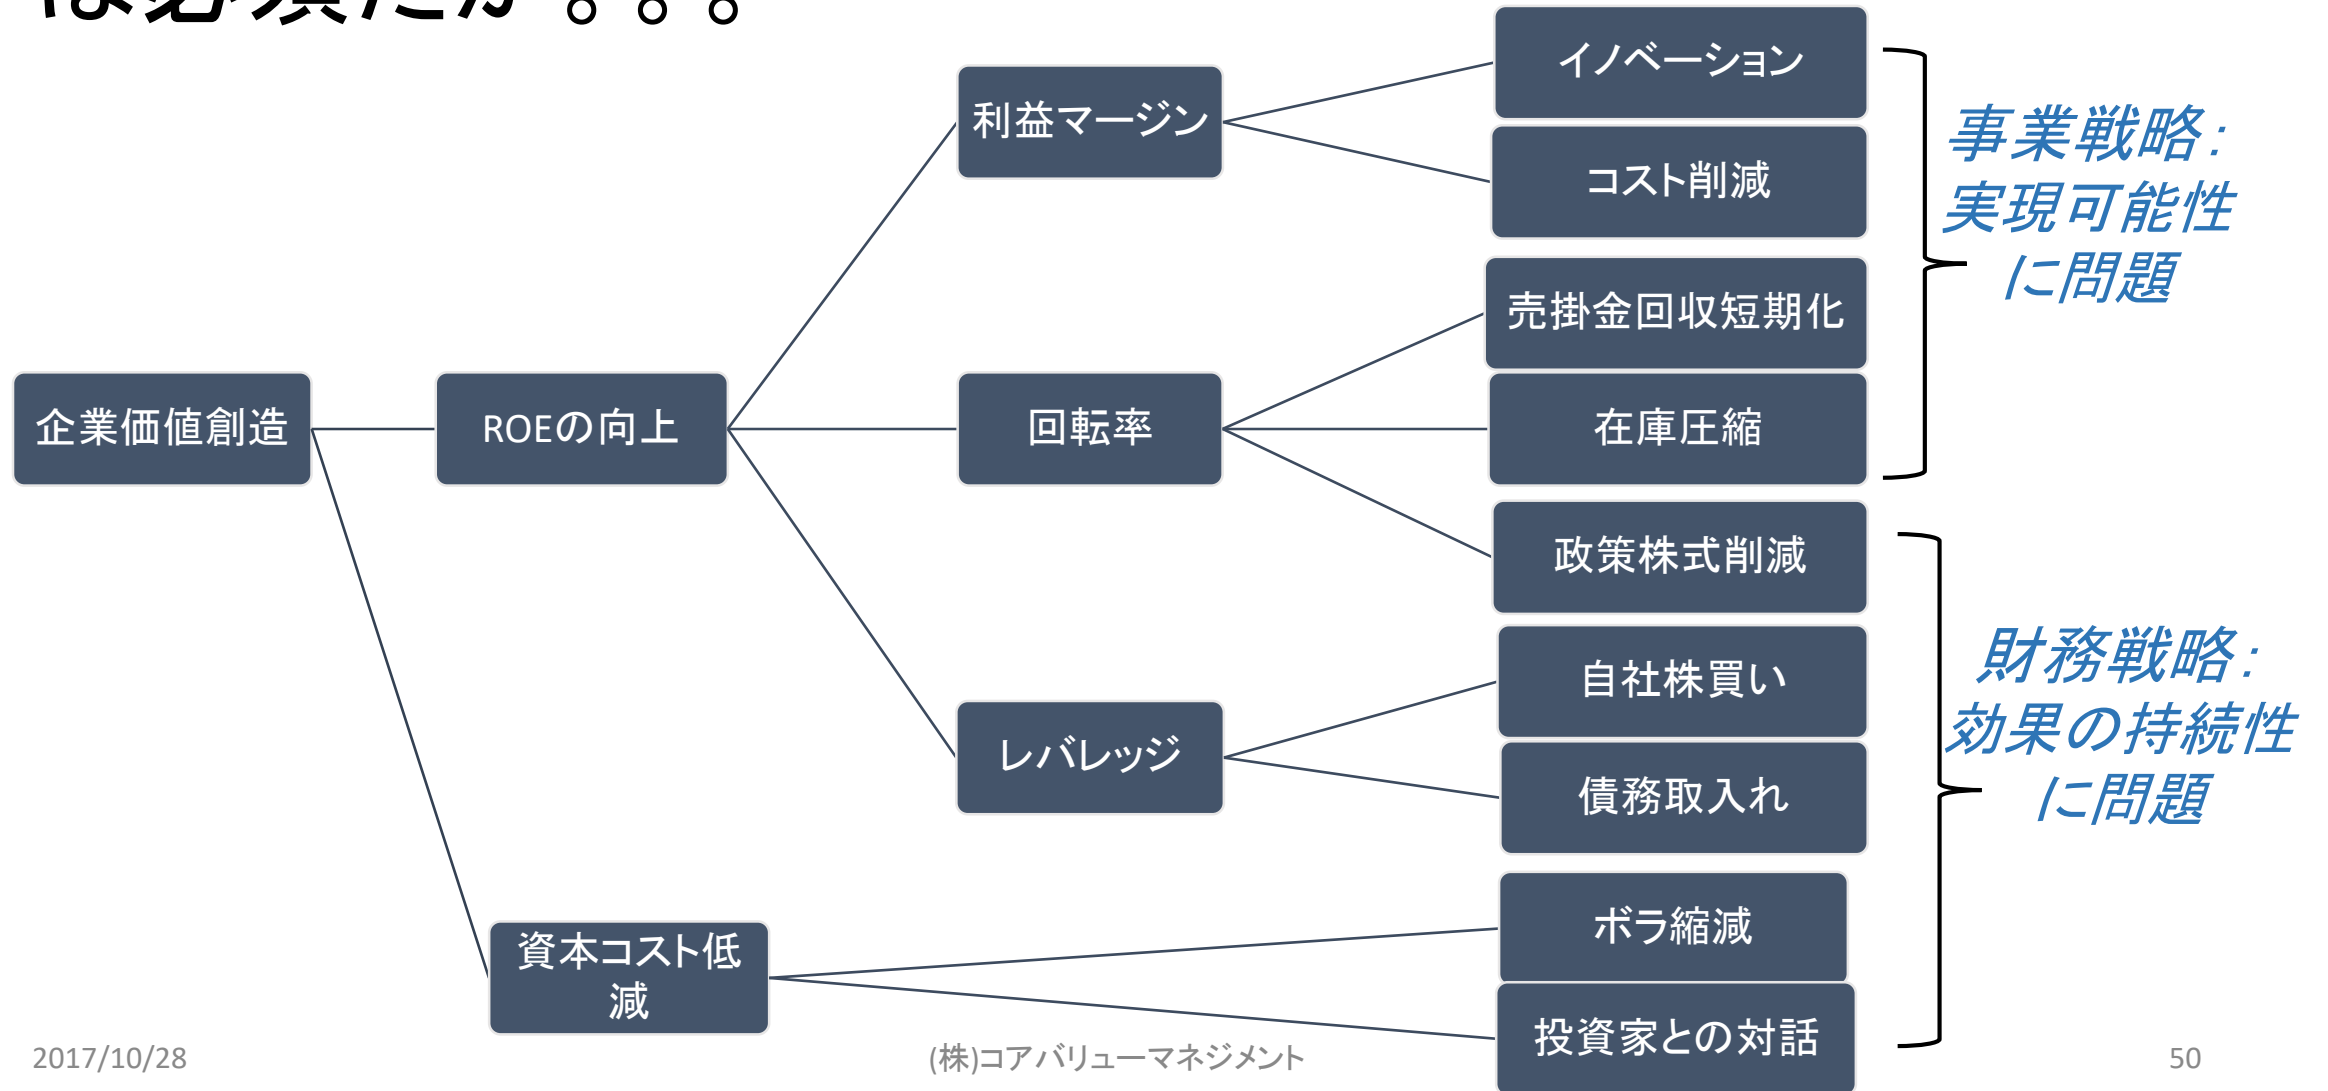 は必須だが。。。
イノベーション
利益マージン
コスト削減
事業戦略：
実現可能性
に問題
売掛金回収短期化
企業価値創造
ROEの向上
回転率
在庫圧縮
政策株式削減
自社株買い
レバレッジ
債務取入れ
財務戦略：
効果の持続性
に問題
ボラ縮減
資本コスト低
減
投資家との対話
2017/10/28
(株)コアバリューマネジメント
50